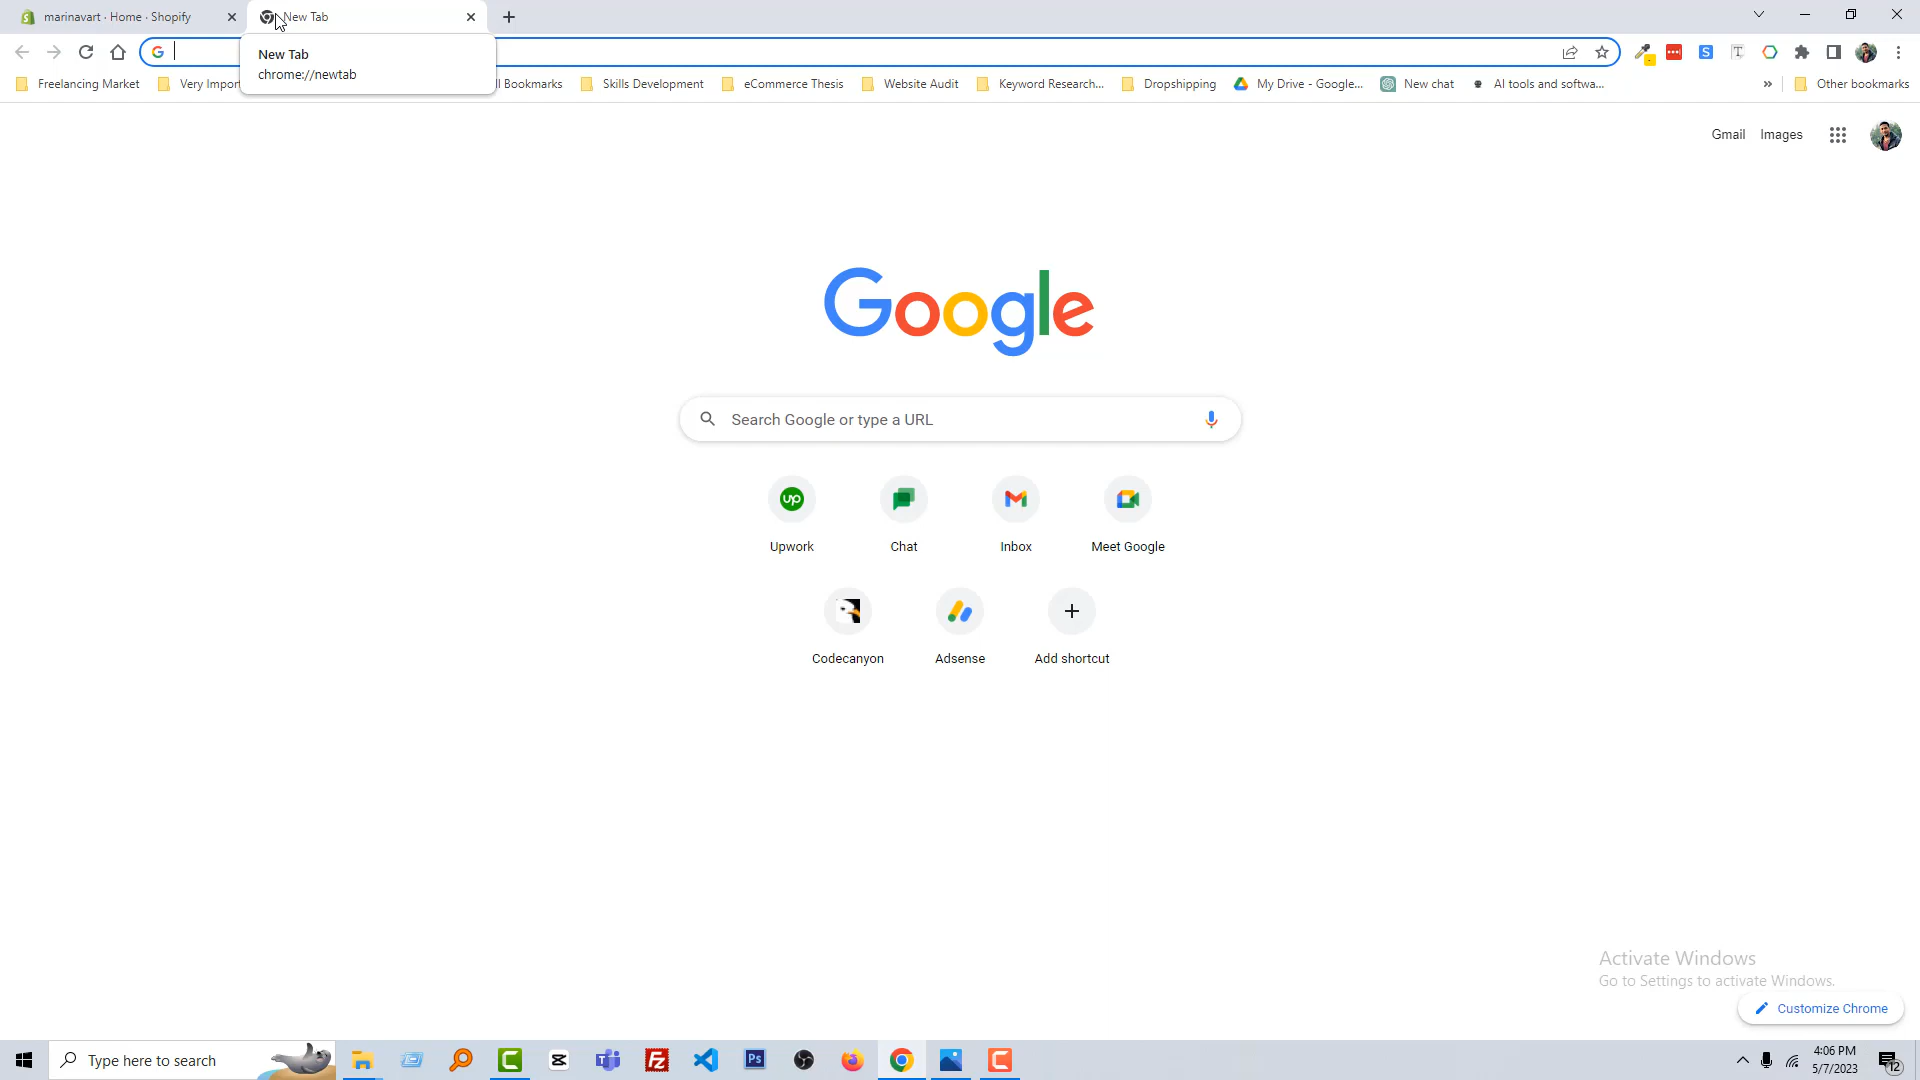 marinavart · Home · Shopify
New Tab
New Tab
chrome://newtab
Freelancing Market
Very Impor
ll Bookmarks
Skills Development
eCommerce Thesis
Website Audit
Keyword Research...
Dropshipping
My Drive - Google...
New chat
AI tools and softwa...
»
Other bookmarks
Gmail
Images
Google
Search Google or type a URL
Upwork
Chat
Inbox
Meet Google
Codecanyon
Adsense
Add shortcut
Activate Windows
Go to Settings to activate Windows.
Customize Chrome
Type here to search
Ps
4:06 PM
5/7/2023
12